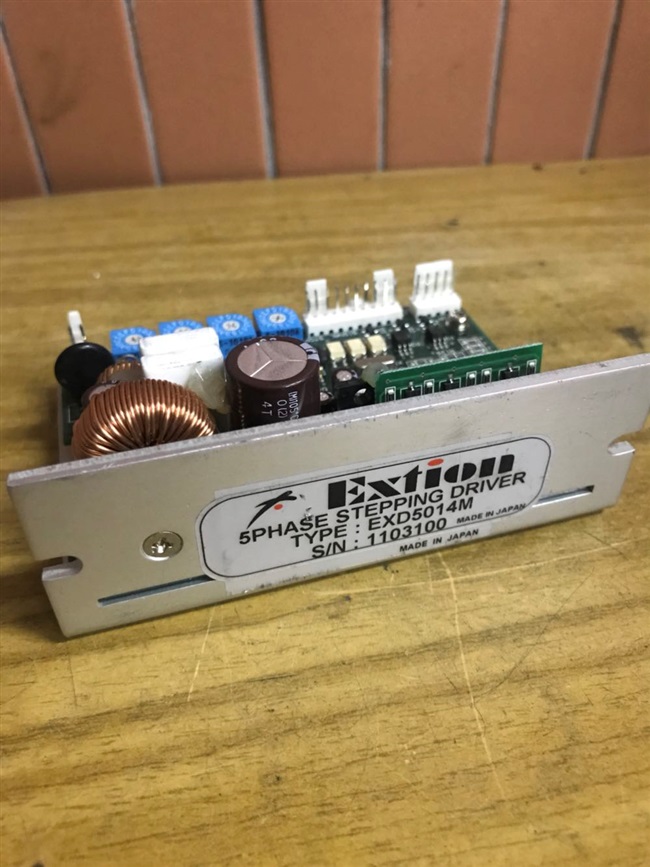 Extion
5PHASE STEPPING DRIVER
TYPE : EXD5014M
S/N : 1103100 MADE IN JAPAN
MADE IN JAPAN